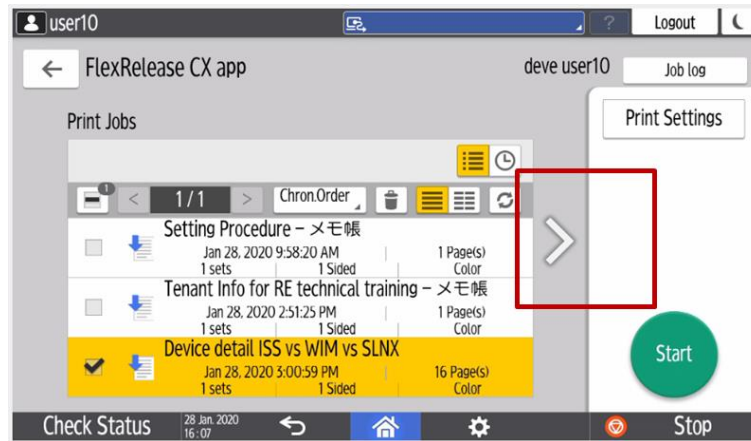 user10
?
Logout
FlexRelease CX app
deve user10
Job log
Print Jobs
Print Settings
1
< 1/1 >
Chron.Order
Setting Procedure – メモ帳
Jan 28, 2020 9:58:20 AM | 1 Page(s)
1 sets | 1 Sided | Color
Tenant Info for RE technical training – メモ帳
Jan 28, 2020 2:51:25 PM | 1 Page(s)
1 sets | 1 Sided | Color
Device detail ISS vs WIM vs SLNX
Jan 28, 2020 3:00:59 PM | 16 Page(s)
1 sets | 1 Sided | Color
Start
Check Status
28 Jan. 2020
16:07
Stop